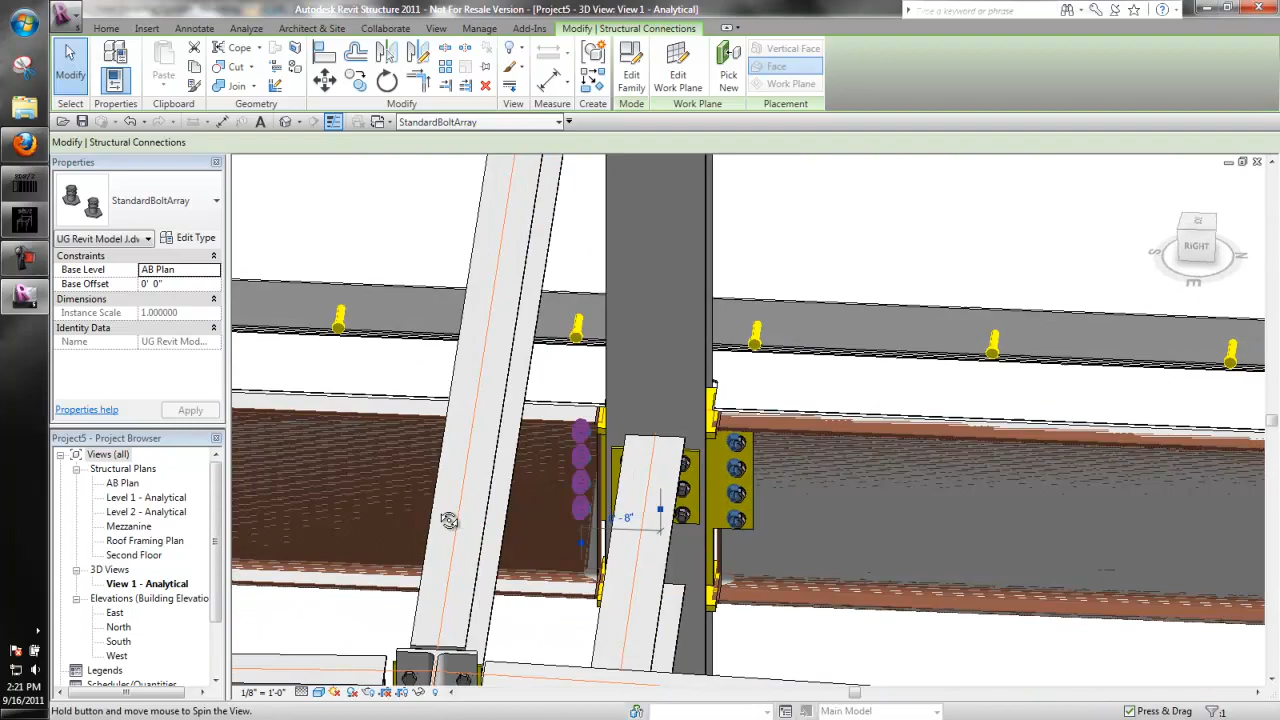 Autodesk Revit Structure 2011 - Not For Resale Version - [Project5 - 3D View: View 1 - Analytical]
Type a keyword or phrase
Home Insert Annotate Analyze Architect & Site Collaborate View Manage Add-Ins Modify | Structural Connections
Cope
Cut
Join
Modify
Paste
Edit Family
Edit Work Plane
Pick New
Vertical Face
Face
Work Plane
Select Properties Clipboard Geometry Modify View Measure Create Mode Work Plane Placement
StandardBoltArray
Modify | Structural Connections
Properties
StandardBoltArray
UG Revit Model J.dw
Edit Type
Constraints
Base Level AB Plan
Base Offset 0' 0"
Dimensions
Instance Scale 1.000000
Identity Data
Name UG Revit Mod...
Properties help
Apply
Project5 - Project Browser
Views (all)
Structural Plans
AB Plan
Level 1 - Analytical
Level 2 - Analytical
Mezzanine
Roof Framing Plan
Second Floor
3D Views
View 1 - Analytical
Elevations (Building Elevatio
East
North
South
West
Legends
Schedules/Quantities
RIGHT
S
N
E
- 8"
1/8" = 1'-0"
2:21 PM
9/16/2011
Hold button and move mouse to Spin the View.
Main Model
Press & Drag
:1